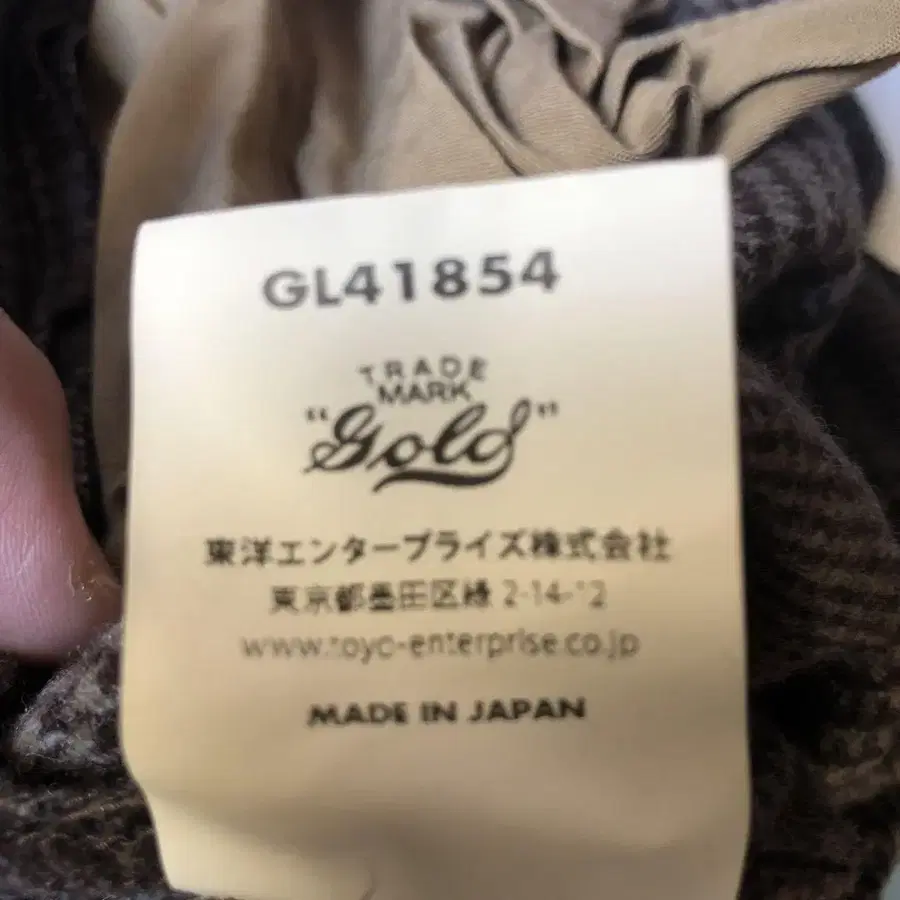 GL41854
TRADE
MARK
"Gold"
東洋エンタープライズ株式会社
東京都墨田区緑 2-14-12
www.toyo-enterprise.co.jp
MADE IN JAPAN